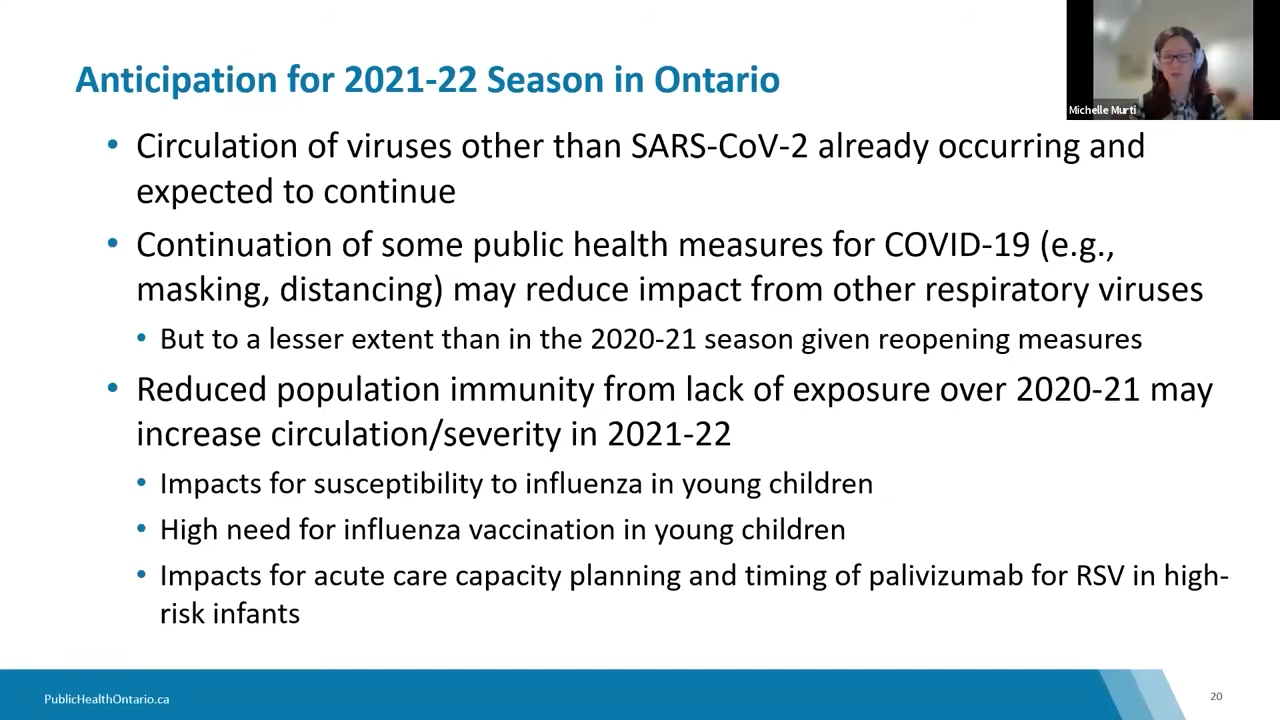 Anticipation for 2021-22 Season in Ontario
Michelle Murti
• Circulation of viruses other than SARS-CoV-2 already occurring and
expected to continue
• Continuation of some public health measures for COVID-19 (e.g.,
masking, distancing) may reduce impact from other respiratory viruses
• But to a lesser extent than in the 2020-21 season given reopening measures
• Reduced population immunity from lack of exposure over 2020-21 may
increase circulation/severity in 2021-22
• Impacts for susceptibility to influenza in young children
• High need for influenza vaccination in young children
• Impacts for acute care capacity planning and timing of palivizumab for RSV in high-
risk infants
PublicHealthOntario.ca
20